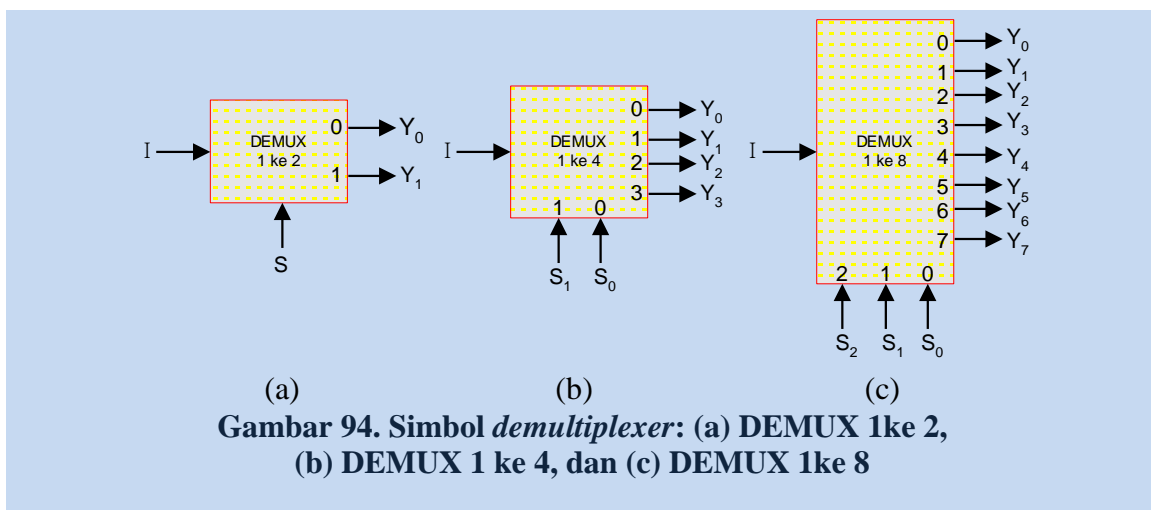 I
DEMUX
1 ke 2
0
Y0
1
Y1
S
I
DEMUX
1 ke 4
0
Y0
1
Y1
2
Y2
3
Y3
1 0
S1 S0
I
DEMUX
1 ke 8
0
Y0
1
Y1
2
Y2
3
Y3
4
Y4
5
Y5
6
Y6
7
Y7
2 1 0
S2 S1 S0
(a) (b) (c)
Gambar 94. Simbol demultiplexer: (a) DEMUX 1ke 2,
(b) DEMUX 1 ke 4, dan (c) DEMUX 1ke 8